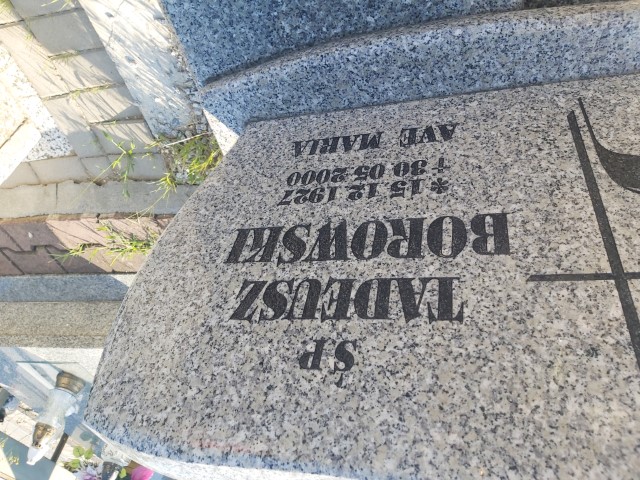 ŚP
TADEUSZ
BOROWSKI
* 15.12.1927
† 30.05.2000
AVE MARIA